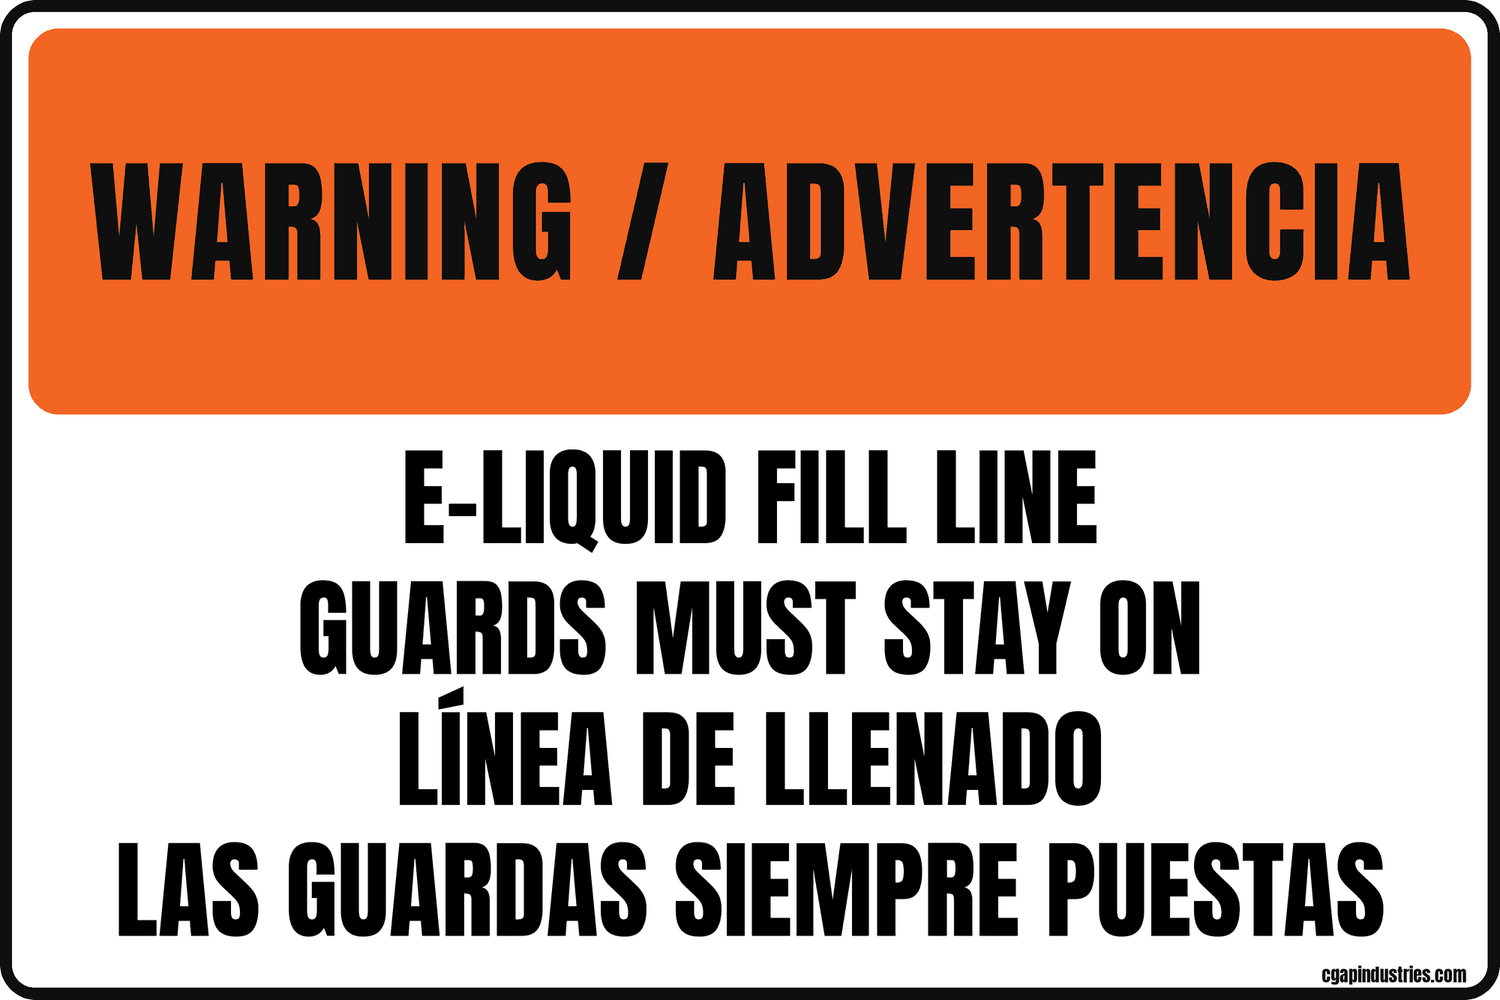 WARNING / ADVERTENCIA
E-LIQUID FILL LINE
GUARDS MUST STAY ON
LÍNEA DE LLENADO
LAS GUARDAS SIEMPRE PUESTAS
cgapindustries.com